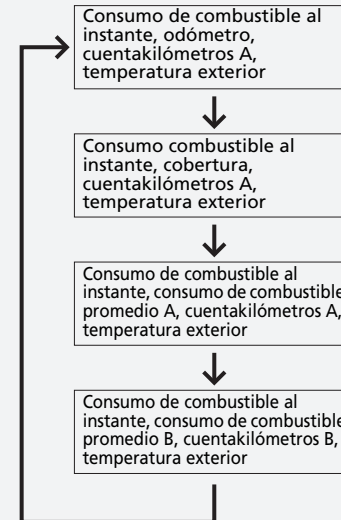 Consumo de combustible al
instante, odómetro,
cuentakilómetros A,
temperatura exterior
Consumo combustible al
instante, cobertura,
cuentakilómetros A,
temperatura exterior
Consumo de combustible al
instante, consumo de combustible
promedio A, cuentakilómetros A,
temperatura exterior
Consumo de combustible al
instante, consumo de combustible
promedio B, cuentakilómetros B,
temperatura exterior